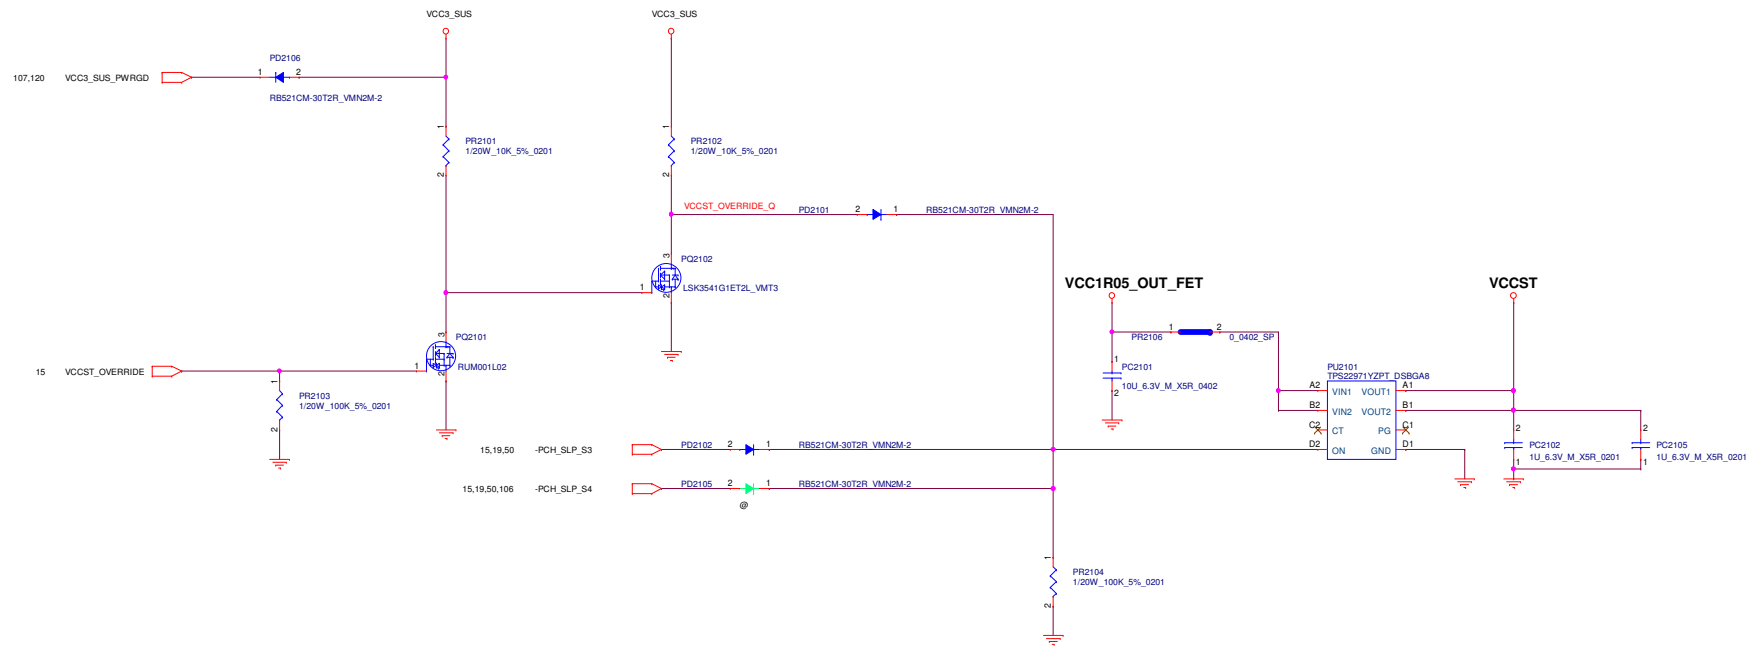 VCC3_SUS
VCC3_SUS
PD2106
107,120 VCC3_SUS_PWRGD
1 2
RB521CM-30T2R_VMN2M-2
1
PR2101
1/20W_10K_5%_0201
2
1
PR2102
1/20W_10K_5%_0201
2
VCCST_OVERRIDE_Q
PD2101 2 1 RB521CM-30T2R_VMN2M-2
3
PQ2102
1
LSK3541G1ET2L_VMT3
2
VCC1R05_OUT_FET
VCCST
3
PQ2101
1
RUM001L02
2
15 VCCST_OVERRIDE
1
PR2103
1/20W_100K_5%_0201
2
1 2
PR2106 0_0402_SP
1
PC2101
10U_6.3V_M_X5R_0402
2
PU2101
TPS22971YZPT_DSBGA8
A2 VIN1 VOUT1 A1
B2 VIN2 VOUT2 B1
C2 CT PG C1
D2 ON GND D1
2
PC2102
1U_6.3V_M_X5R_0201
1
2
PC2105
1U_6.3V_M_X5R_0201
1
15,19,50 -PCH_SLP_S3 PD2102 2 1 RB521CM-30T2R_VMN2M-2
15,19,50,106 -PCH_SLP_S4 PD2105 2 1 RB521CM-30T2R_VMN2M-2
@
1
PR2104
1/20W_100K_5%_0201
2